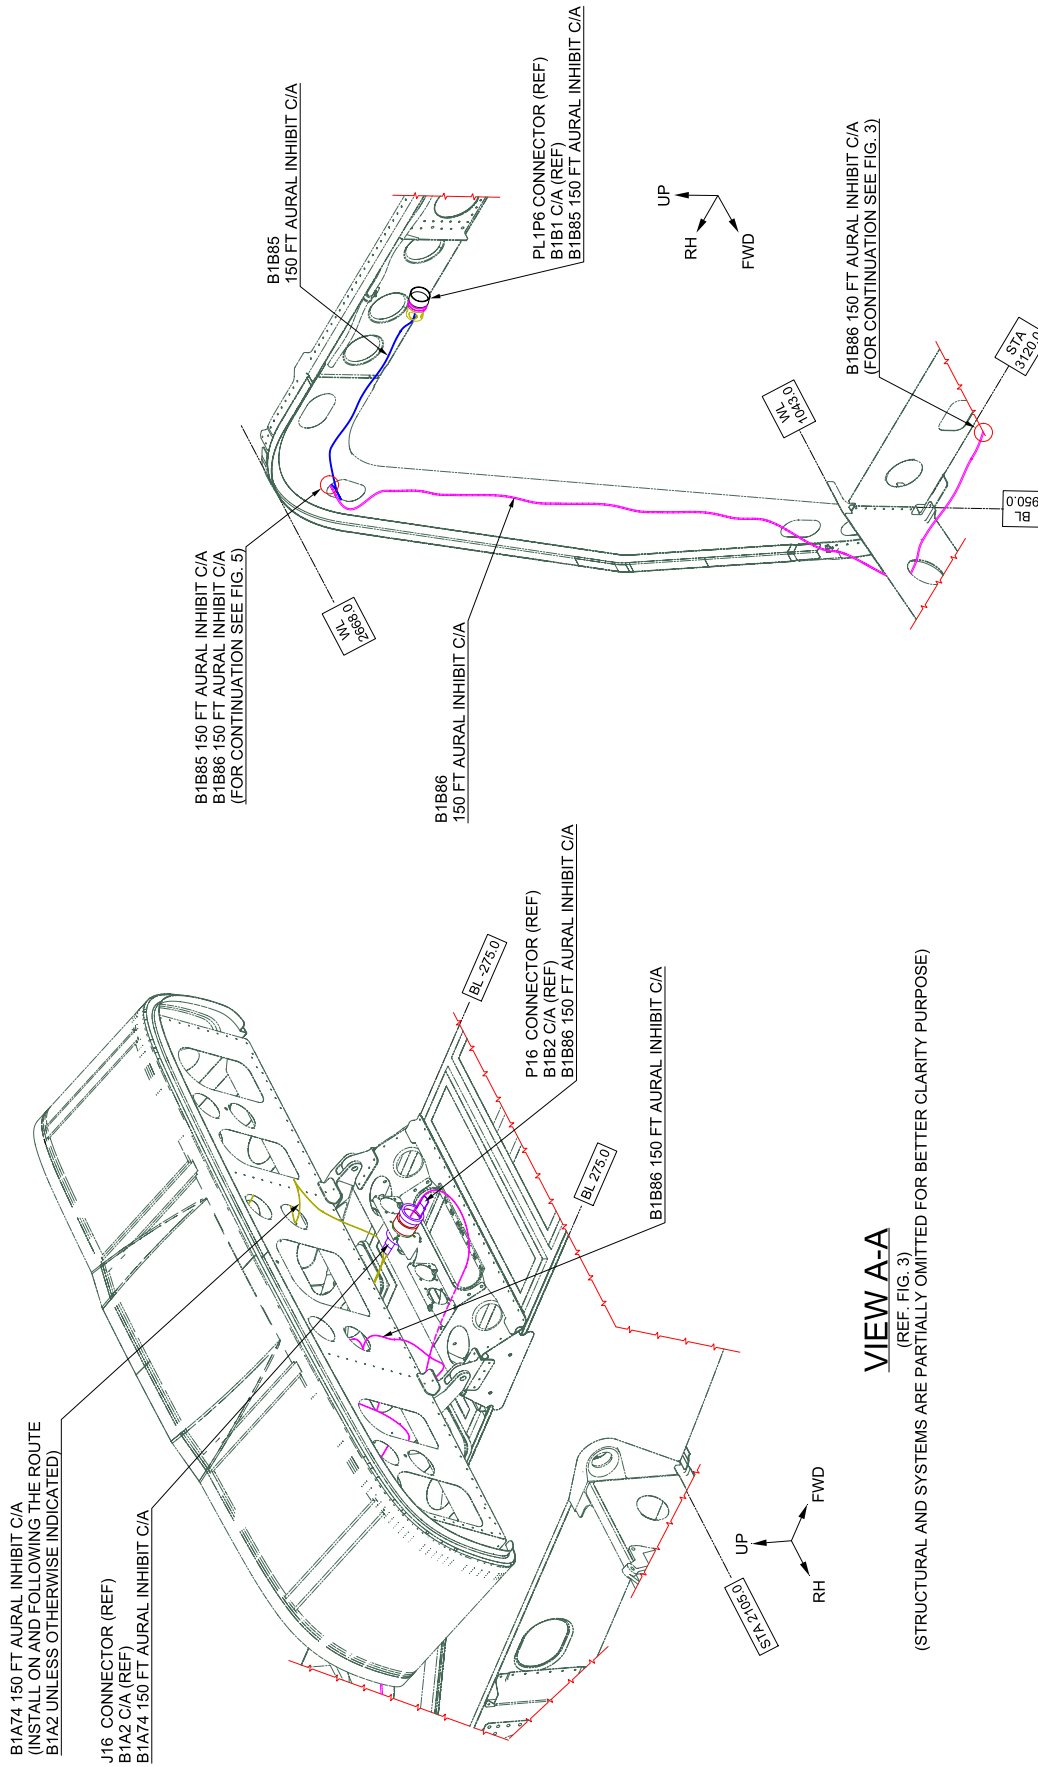 B1A74 150 FT AURAL INHIBIT C/A
(INSTALL ON AND FOLLOWING THE ROUTE
B1A2 UNLESS OTHERWISE INDICATED)
J16 CONNECTOR (REF)
B1A2 C/A (REF)
B1A74 150 FT AURAL INHIBIT C/A
BL -275.0
P16 CONNECTOR (REF)
B1B2 C/A (REF)
B1B86 150 FT AURAL INHIBIT C/A
BL 275.0
B1B86 150 FT AURAL INHIBIT C/A
STA 2105.0
UP
FWD
RH
VIEW A-A
(REF. FIG. 3)
(STRUCTURAL AND SYSTEMS ARE PARTIALLY OMITTED FOR BETTER CLARITY PURPOSE)
B1B85 150 FT AURAL INHIBIT C/A
B1B86 150 FT AURAL INHIBIT C/A
(FOR CONTINUATION SEE FIG. 5)
B1B85
150 FT AURAL INHIBIT C/A
WL
2668.0
B1B86
150 FT AURAL INHIBIT C/A
PL1P6 CONNECTOR (REF)
B1B1 C/A (REF)
B1B85 150 FT AURAL INHIBIT C/A
UP
RH
FWD
WL
1043.0
B1B86 150 FT AURAL INHIBIT C/A
(FOR CONTINUATION SEE FIG. 3)
STA
3120.0
BL
950.0